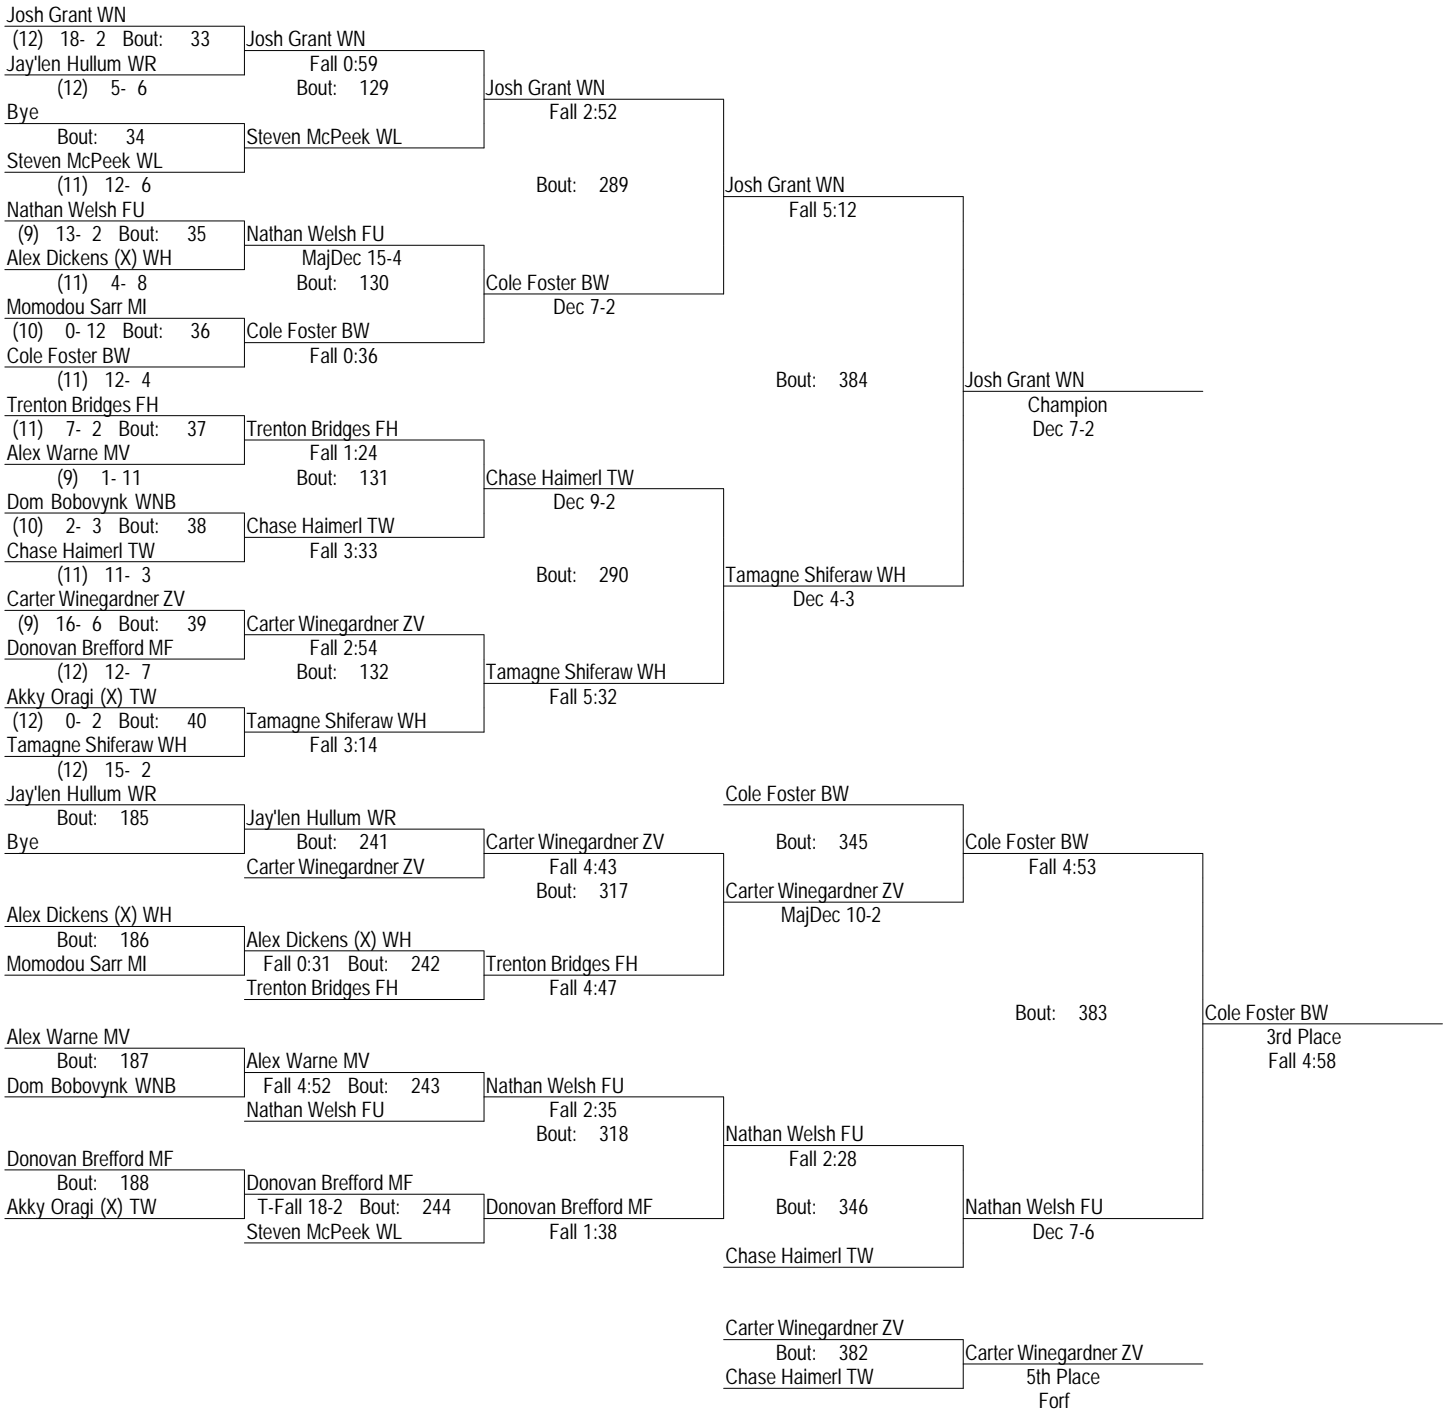 Josh Grant WN
(12) 18- 2 Bout: 33
Jay'len Hullum WR
(12) 5- 6
Bye
Bout: 34
Steven McPeek WL
(11) 12- 6
Nathan Welsh FU
(9) 13- 2 Bout: 35
Alex Dickens (X) WH
(11) 4- 8
Momodou Sarr MI
(10) 0- 12 Bout: 36
Cole Foster BW
(11) 12- 4
Trenton Bridges FH
(11) 7- 2 Bout: 37
Alex Warne MV
(9) 1- 11
Dom Bobovynk WNB
(10) 2- 3 Bout: 38
Chase Haimerl TW
(11) 11- 3
Carter Winegardner ZV
(9) 16- 6 Bout: 39
Donovan Brefford MF
(12) 12- 7
Akky Oragi (X) TW
(12) 0- 2 Bout: 40
Tamagne Shiferaw WH
(12) 15- 2
Josh Grant WN
Fall 0:59
Bout: 129
Steven McPeek WL
Nathan Welsh FU
MajDec 15-4
Bout: 130
Cole Foster BW
Fall 0:36
Trenton Bridges FH
Fall 1:24
Bout: 131
Chase Haimerl TW
Fall 3:33
Carter Winegardner ZV
Fall 2:54
Bout: 132
Tamagne Shiferaw WH
Fall 3:14
Josh Grant WN
Fall 2:52
Bout: 289
Cole Foster BW
Dec 7-2
Chase Haimerl TW
Dec 9-2
Bout: 290
Tamagne Shiferaw WH
Fall 5:32
Josh Grant WN
Fall 5:12
Bout: 384
Tamagne Shiferaw WH
Dec 4-3
Josh Grant WN
Champion
Dec 7-2
Jay'len Hullum WR
Bout: 185
Bye
Alex Dickens (X) WH
Bout: 186
Momodou Sarr MI
Alex Warne MV
Bout: 187
Dom Bobovynk WNB
Donovan Brefford MF
Bout: 188
Akky Oragi (X) TW
Jay'len Hullum WR
Bout: 241
Carter Winegardner ZV
Alex Dickens (X) WH
Fall 0:31 Bout: 242
Trenton Bridges FH
Alex Warne MV
Fall 4:52 Bout: 243
Nathan Welsh FU
Donovan Brefford MF
T-Fall 18-2 Bout: 244
Steven McPeek WL
Carter Winegardner ZV
Fall 4:43
Bout: 317
Trenton Bridges FH
Fall 4:47
Nathan Welsh FU
Fall 2:35
Bout: 318
Donovan Brefford MF
Fall 1:38
Cole Foster BW
Bout: 345
Carter Winegardner ZV
MajDec 10-2
Nathan Welsh FU
Fall 2:28
Bout: 346
Chase Haimerl TW
Cole Foster BW
Fall 4:53
Bout: 383
Nathan Welsh FU
Dec 7-6
Cole Foster BW
3rd Place
Fall 4:58
Carter Winegardner ZV
Bout: 382
Chase Haimerl TW
Carter Winegardner ZV
5th Place
Forf